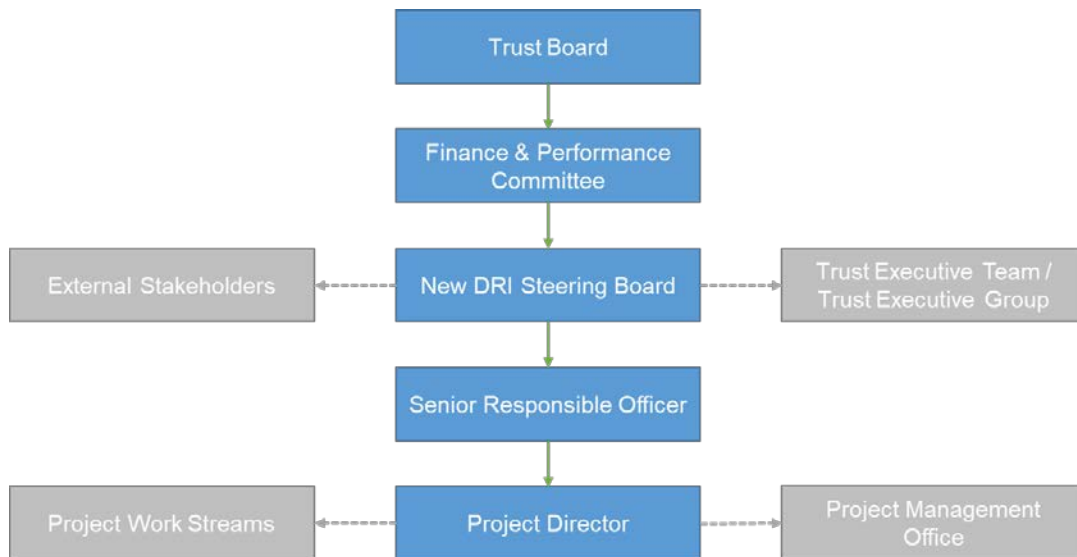 Trust Board
Finance & Performance
Committee
External Stakeholders
New DRI Steering Board
Trust Executive Team /
Trust Executive Group
Senior Responsible Officer
Project Work Streams
Project Director
Project Management
Office